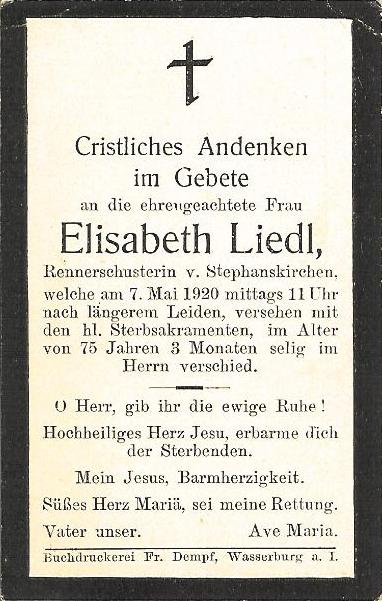 Cristliches Andenken
im Gebete
an die ehrengeachtete Frau
Elisabeth Liedl,
Rennerschusterin v. Stephanskirchen,
welche am 7. Mai 1920 mittags 11 Uhr
nach längerem Leiden, versehen mit
den hl. Sterbsakramenten, im Alter
von 75 Jahren 3 Monaten selig im
Herrn verschied.
O Herr, gib ihr die ewige Ruhe!
Hochheiliges Herz Jesu, erbarme dich
der Sterbenden.
Mein Jesus, Barmherzigkeit.
Süßes Herz Mariä, sei meine Rettung.
Vater unser. Ave Maria.
Buchdruckerei Fr. Dempf, Wasserburg a. I.